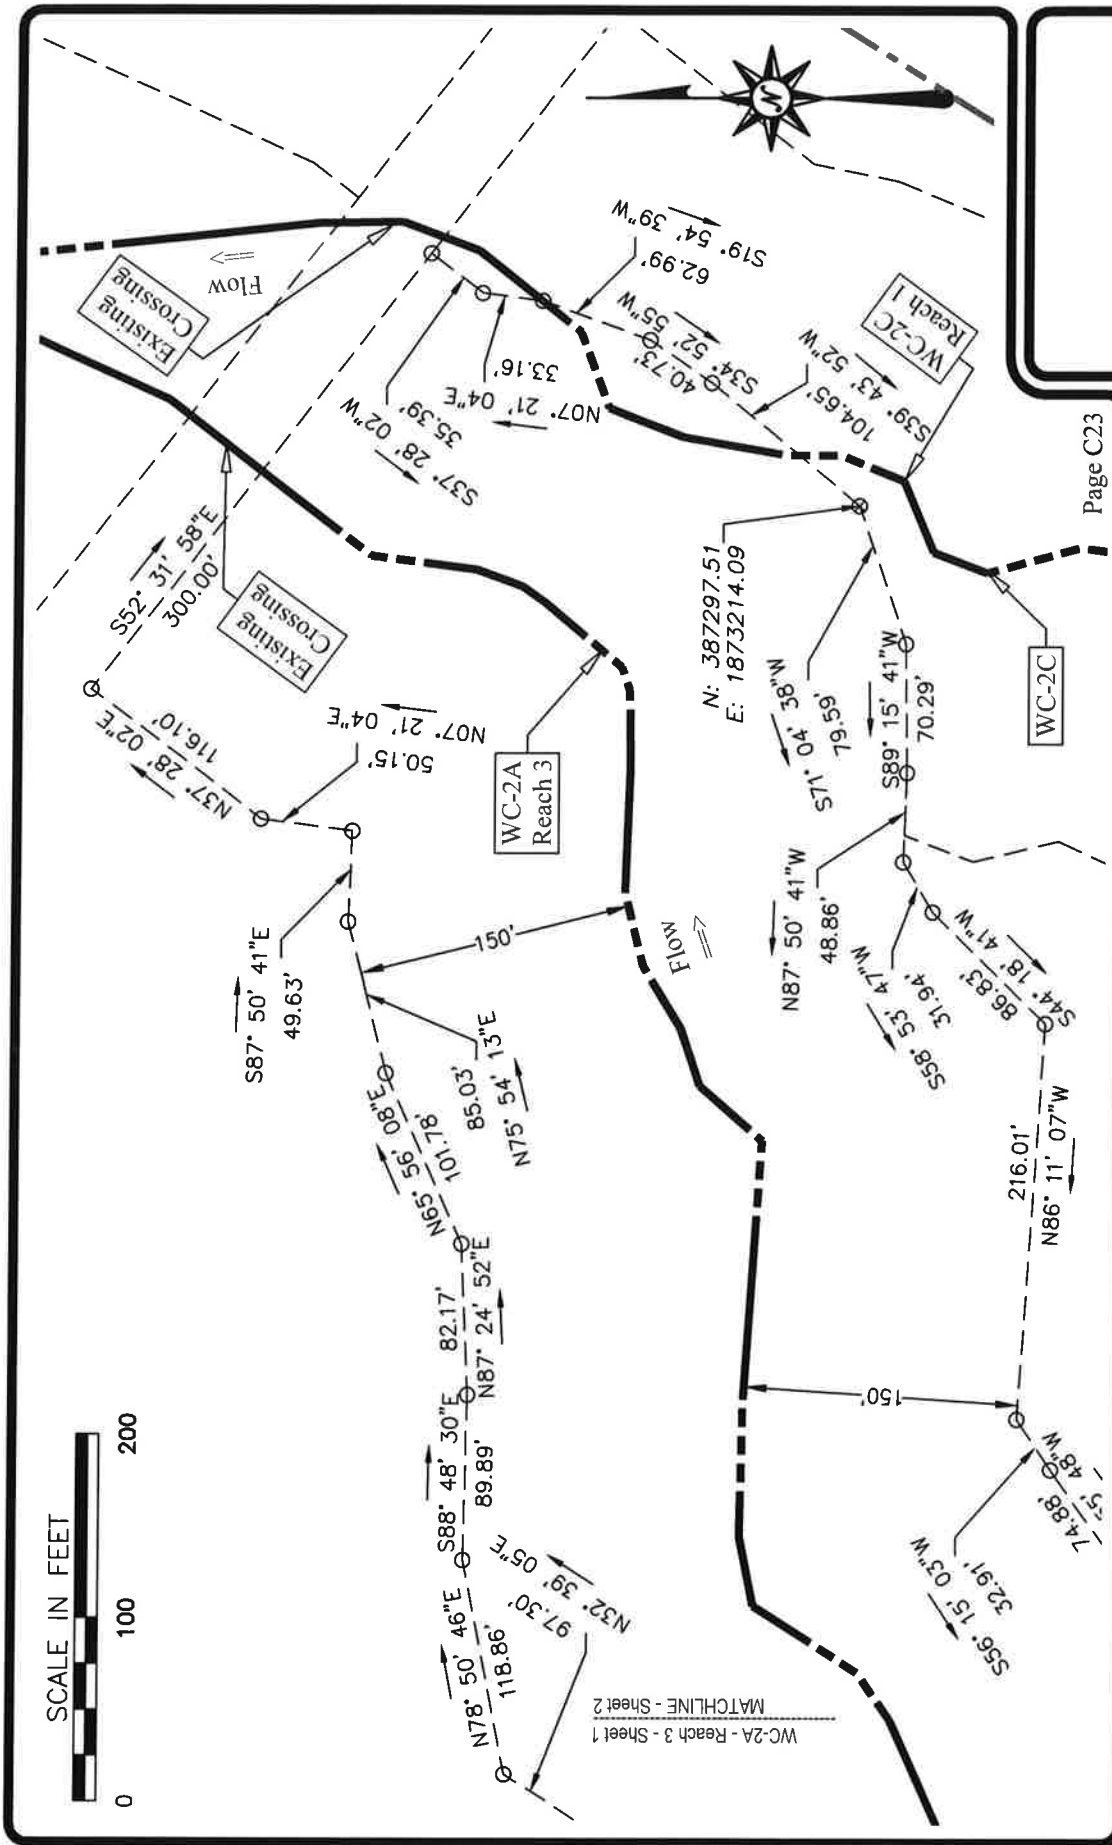 SCALE IN FEET
0
100
200
N
Existing
Crossing
Flow
Existing
Crossing
S52° 31' 58"E
300.00'
N37° 28' 02"E
116.10'
50.15'
N07° 21' 04"E
S87° 50' 41"E
49.63'
150'
85.03'
N75° 54' 13"E
N65° 56' 08"E
101.78'
82.17'
N87° 24' 52"E
S88° 48' 30"E
89.89'
N78° 50' 46"E
118.86'
97.30'
N32° 39' 05"E
WC-2A - Reach 3 - Sheet 1
MATCHLINE - Sheet 2
WC-2A
Reach 3
Flow
S37° 28' 02"W
35.39'
33.16'
N07° 21' 04"E
62.99'
S19° 54' 39"W
40.73'
S34° 52' 55"W
104.65'
S39° 43' 52"W
WC-2C
Reach 1
N: 387297.51
E: 1873214.09
S71° 04' 38"W
79.59'
S89° 15' 41"W
70.29'
N87° 50' 41"W
48.86'
S58° 53' 47"W
31.94'
86.83'
S44° 18' 41"W
216.01'
N86° 11' 07"W
150'
S56° 15' 03"W
32.91'
74.88'
48"W
WC-2C
Page C23